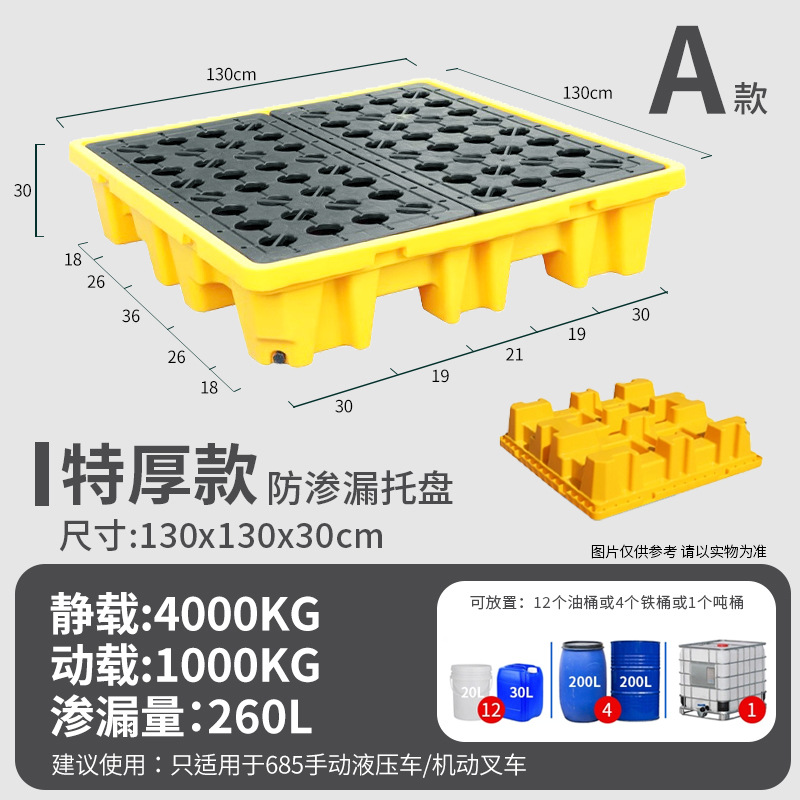 130cm
130cm
A款
30
18
26
36
26
18
30
19
21
19
30
特厚款 防渗漏托盘
尺寸:130x130x30cm
图片仅供参考 请以实物为准
静载:4000KG
动载:1000KG
渗漏量:260L
建议使用：只适用于685手动液压车/机动叉车
可放置：12个油桶或4个铁桶或1个吨桶
20L
12
30L
200L
4
200L
1